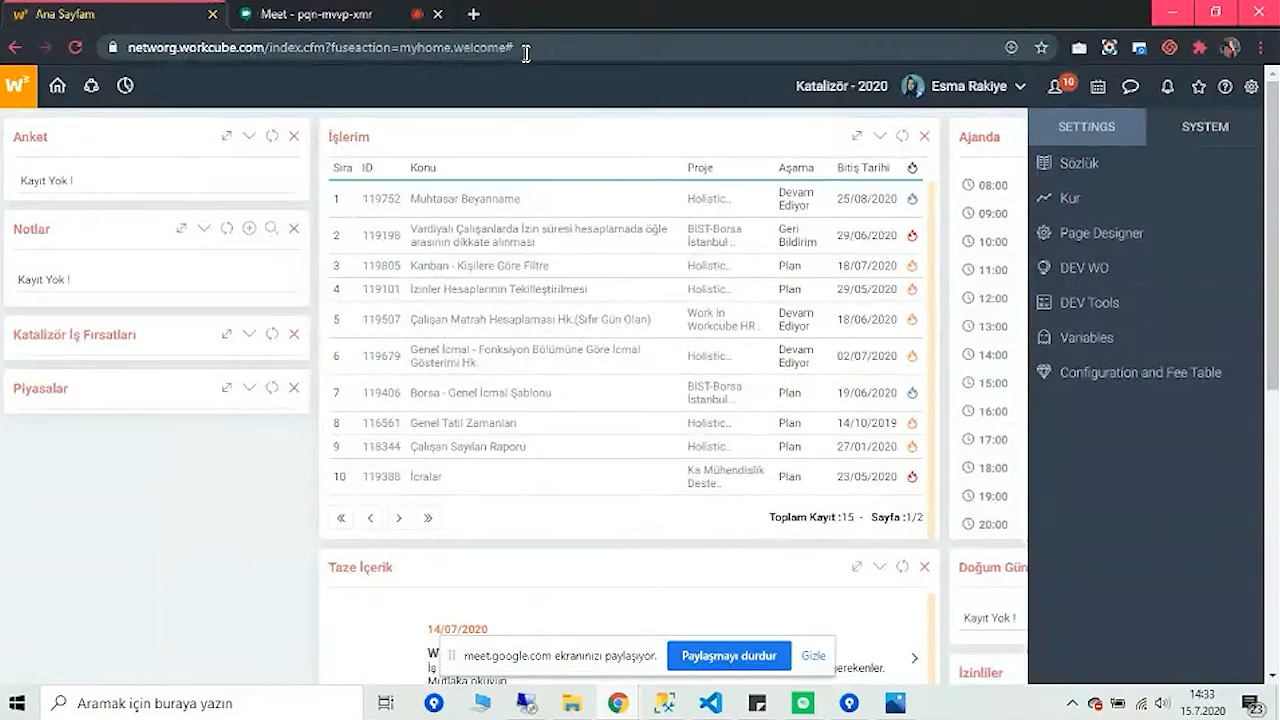 Ana Sayfam
Meet - pqn-mvvp-xmr
networg.workcube.com/index.cfm?fuseaction=myhome.welcome#
W³
Katalizör - 2020
Esma Rakiye
10
SETTINGS
SYSTEM
Sözlük
Kur
Page Designer
DEV WO
DEV Tools
Variables
Configuration and Fee Table
Anket
Kayıt Yok !
Notlar
Kayıt Yok !
Katalizör İş Fırsatları
Piyasalar
İşlerim
Sıra ID Konu Proje Aşama Bitiş Tarihi
1 119752 Muhtasar Beyanname Holistic.. Devam Ediyor 25/08/2020
2 119198 Vardiyalı Çalışanlarda İzin süresi hesaplamada öğle arasının dikkate alınması BIST-Borsa İstanbul .. Geri Bildirim 29/06/2020
3 119805 Kanban - Kişilere Göre Filtre Holistic.. Plan 18/07/2020
4 119101 İzinler Hesaplarının Tekilleştirilmesi Holistic.. Plan 29/05/2020
5 119507 Çalışan Matrah Hesaplaması Hk.(Sıfır Gün Olan) Work in Workcube HR.. Devam Ediyor 18/06/2020
6 119679 Genel İcmal - Fonksiyon Bölümüne Göre İcmal Gösterimi Hk. Holistic.. Devam Ediyor 02/07/2020
7 119406 Borsa - Genel İcmal Şablonu BIST-Borsa İstanbul .. Plan 19/06/2020
8 116561 Genel Tatil Zamanları Holistic.. Plan 14/10/2019
9 118344 Çalışan Sayıları Raporu Holistic.. Plan 27/01/2020
10 119388 İcralar Ka Mühendislik Deste.. Plan 23/05/2020
Toplam Kayıt :15 - Sayfa :1/2
Ajanda
08:00
09:00
10:00
11:00
12:00
13:00
14:00
15:00
16:00
17:00
18:00
19:00
20:00
Taze İçerik
14/07/2020
Mutlaka okuyun
Doğum Gün
Kayıt Yok !
İzinliler
meet.google.com ekranınızı paylaşıyor.
Paylaşmayı durdur
Gizle
Aramak için buraya yazın
14:33
15.7.2020
23